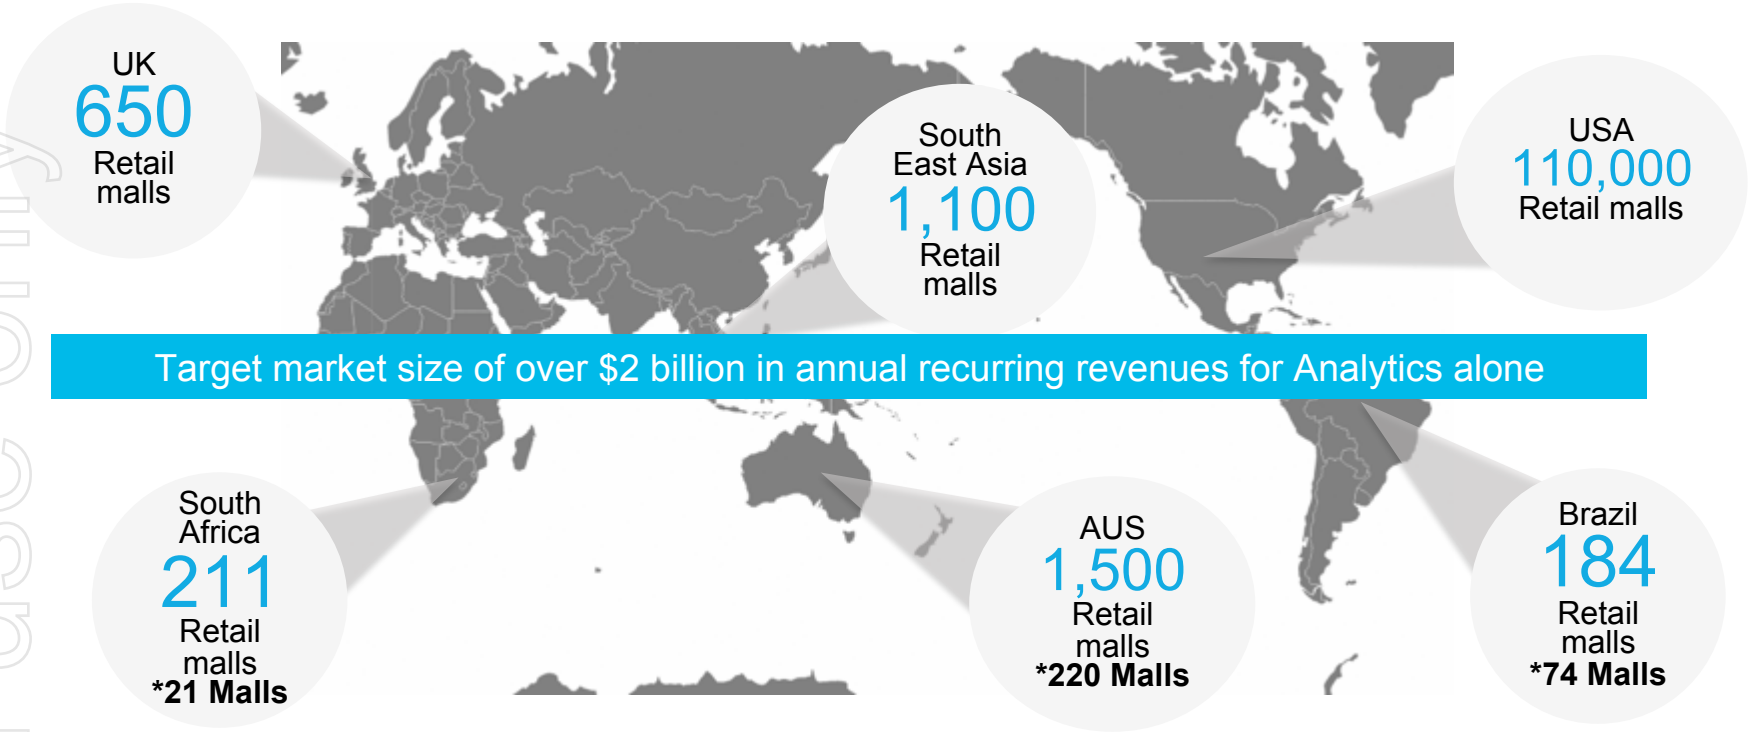 UK
650
Retail
malls
South
East Asia
1,100
Retail
malls
USA
110,000
Retail malls
Target market size of over $2 billion in annual recurring revenues for Analytics alone
South
Africa
211
Retail
malls
*21 Malls
AUS
1,500
Retail
malls
*220 Malls
Brazil
184
Retail
malls
*74 Malls
use only